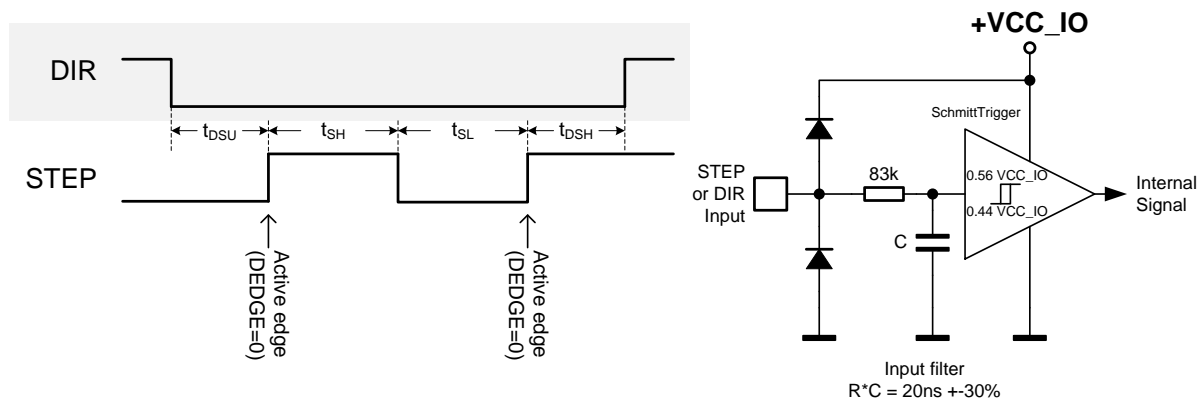 DIR
tDSU
tSH
tSL
tDSH
STEP
Active edge
(DEDGE=0)
Active edge
(DEDGE=0)
+VCC_IO
SchmittTrigger
STEP
or DIR
Input
83k
C
0.56 VCC_IO
0.44 VCC_IO
Internal
Signal
Input filter
R*C = 20ns +-30%